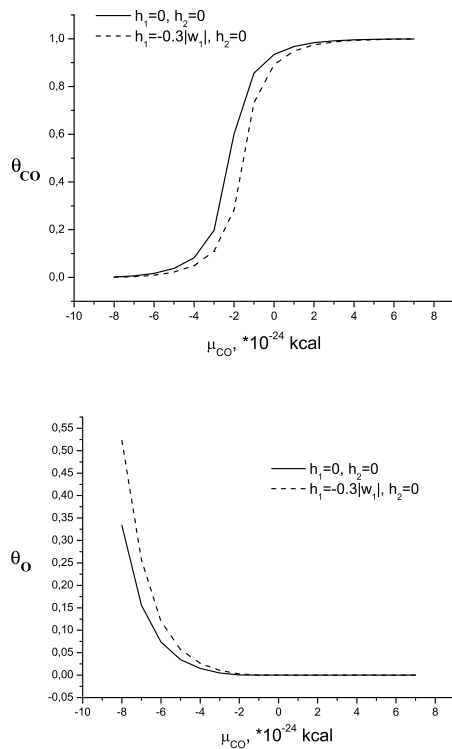 h₁=0, h₂=0
h₁=-0.3|w₁|, h₂=0
1,0
0,8
0,6
0,4
0,2
0,0
θCO
-10 -8 -6 -4 -2 0 2 4 6 8
μCO, *10⁻²⁴ kcal
0,55
0,50
0,45
0,40
0,35
0,30
0,25
0,20
0,15
0,10
0,05
0,00
-0,05
h₁=0, h₂=0
h₁=-0.3|w₁|, h₂=0
θO
-10 -8 -6 -4 -2 0 2 4 6 8
μCO, *10⁻²⁴ kcal